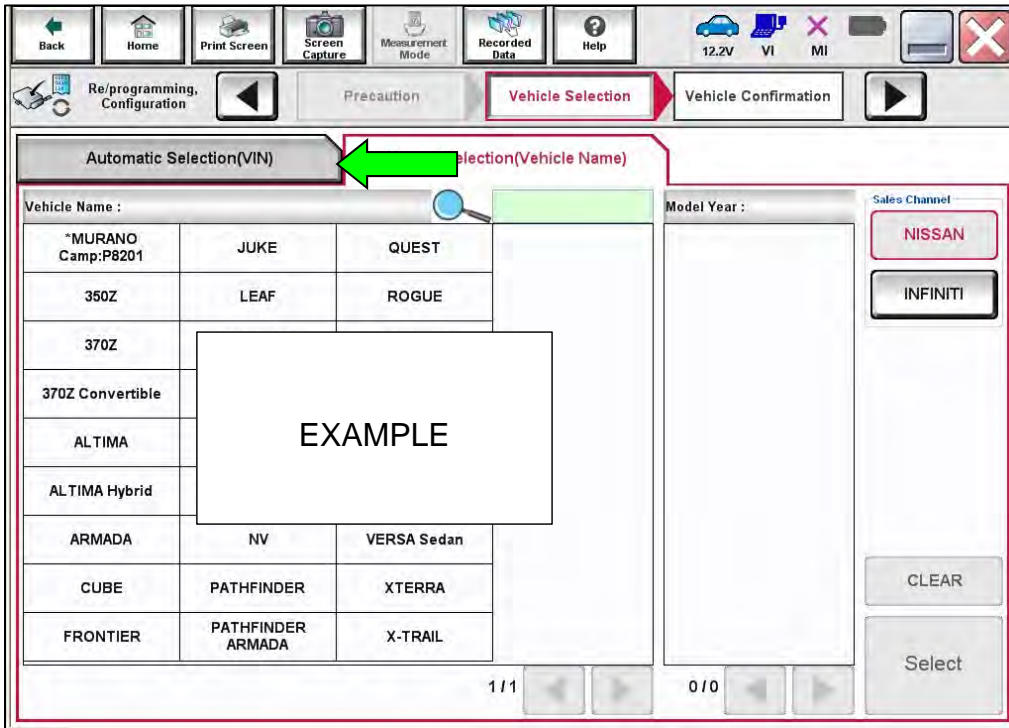 Back
Home
Print Screen
Screen
Capture
Measurement
Mode
Recorded
Data
Help
12.2V
VI
MI
Re/programming,
Configuration
Precaution
Vehicle Selection
Vehicle Confirmation
Automatic Selection(VIN)
election(Vehicle Name)
Vehicle Name :
Model Year :
Sales Channel
*MURANO
Camp:P8201
JUKE
QUEST
NISSAN
350Z
LEAF
ROGUE
INFINITI
370Z
370Z Convertible
EXAMPLE
ALTIMA
ALTIMA Hybrid
ARMADA
NV
VERSA Sedan
CUBE
PATHFINDER
XTERRA
CLEAR
FRONTIER
PATHFINDER
ARMADA
X-TRAIL
Select
1/1
0/0